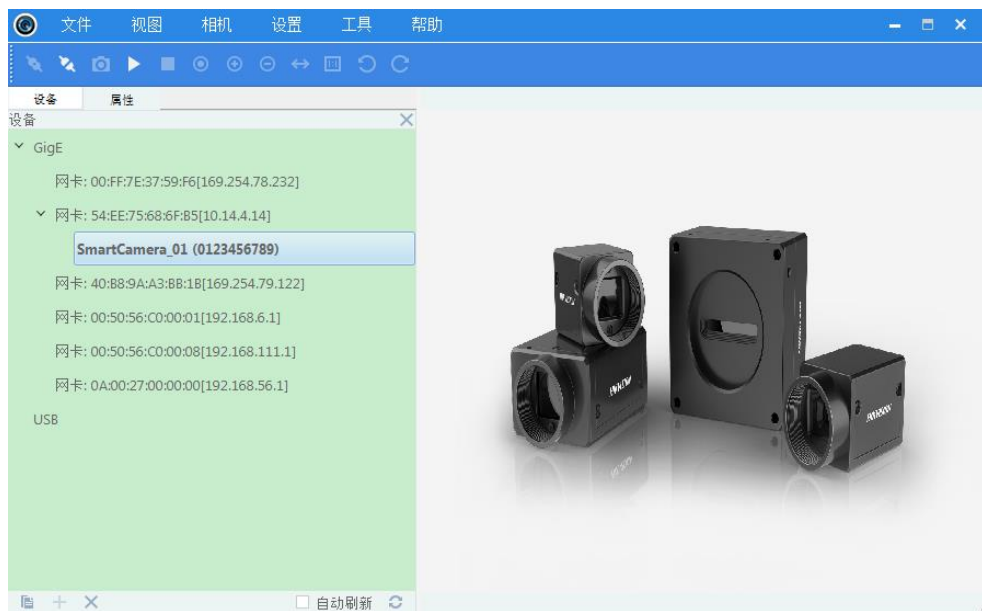 文件 视图 相机 设置 工具 帮助
设备 属性
设备
GigE
网卡: 00:FF:7E:37:59:F6[169.254.78.232]
网卡: 54:EE:75:68:6F:B5[10.14.4.14]
SmartCamera_01 (0123456789)
网卡: 40:B8:9A:A3:BB:1B[169.254.79.122]
网卡: 00:50:56:C0:00:01[192.168.6.1]
网卡: 00:50:56:C0:00:08[192.168.111.1]
网卡: 0A:00:27:00:00:00[192.168.56.1]
USB
自动刷新